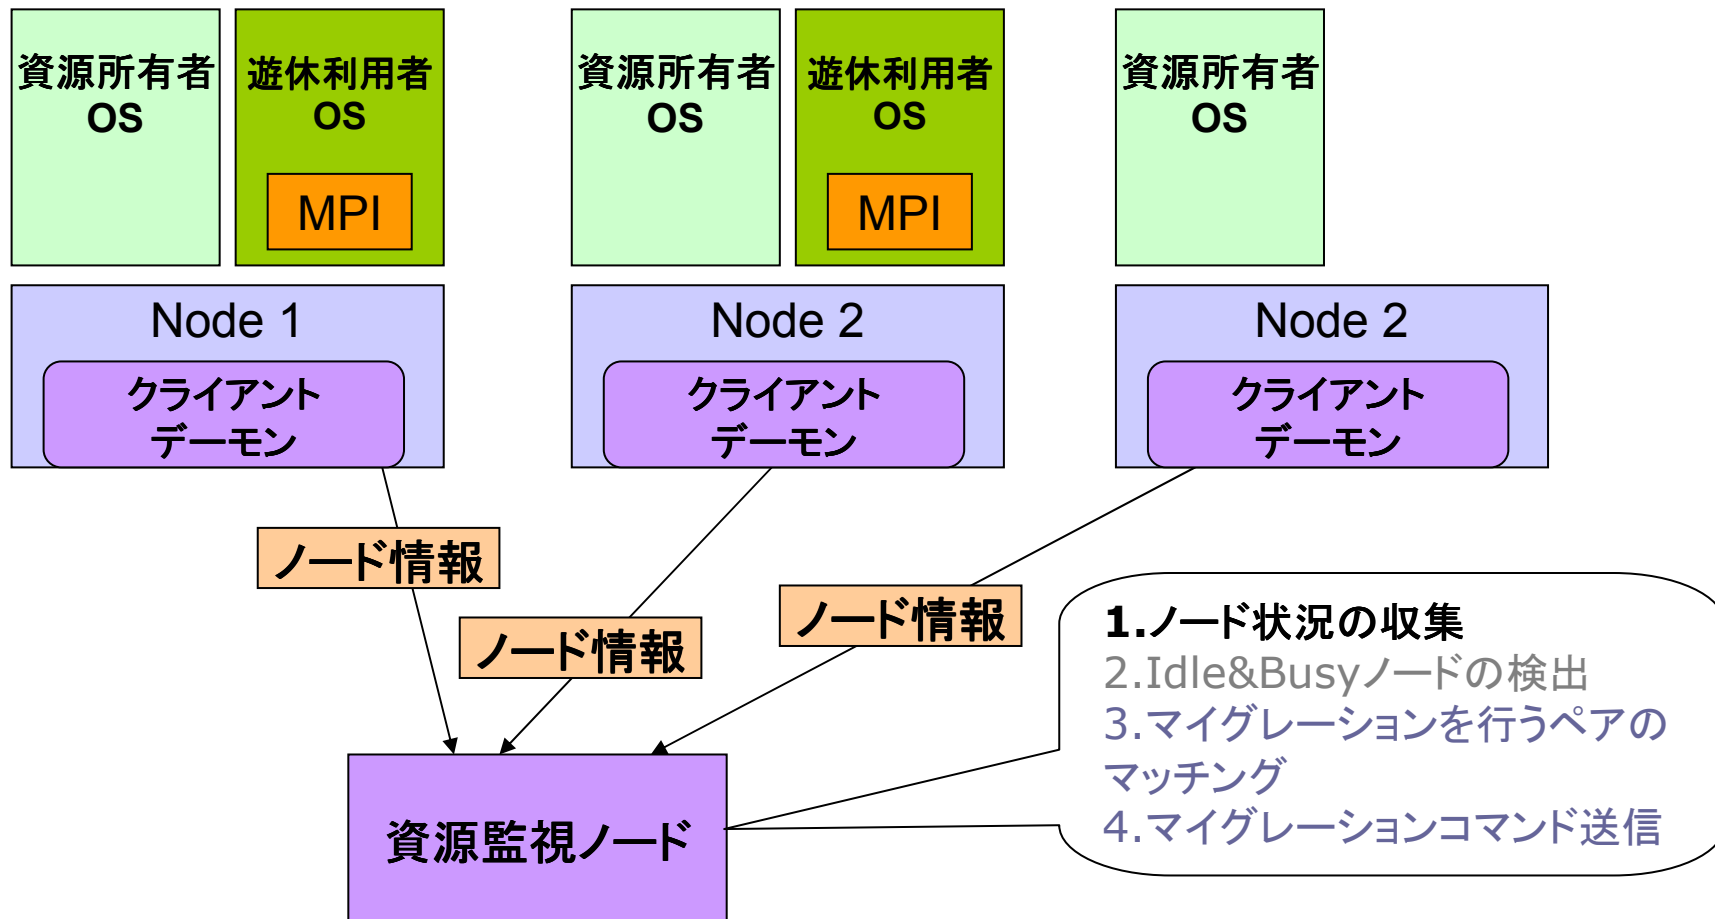 資源所有者
OS
遊休利用者
OS
MPI
資源所有者
OS
遊休利用者
OS
MPI
資源所有者
OS
Node 1
クライアント
デーモン
Node 2
クライアント
デーモン
Node 2
クライアント
デーモン
ノード情報
ノード情報
ノード情報
資源監視ノード
1.ノード状況の収集
2.Idle&Busyノードの検出
3.マイグレーションを行うペアの
マッチング
4.マイグレーションコマンド送信